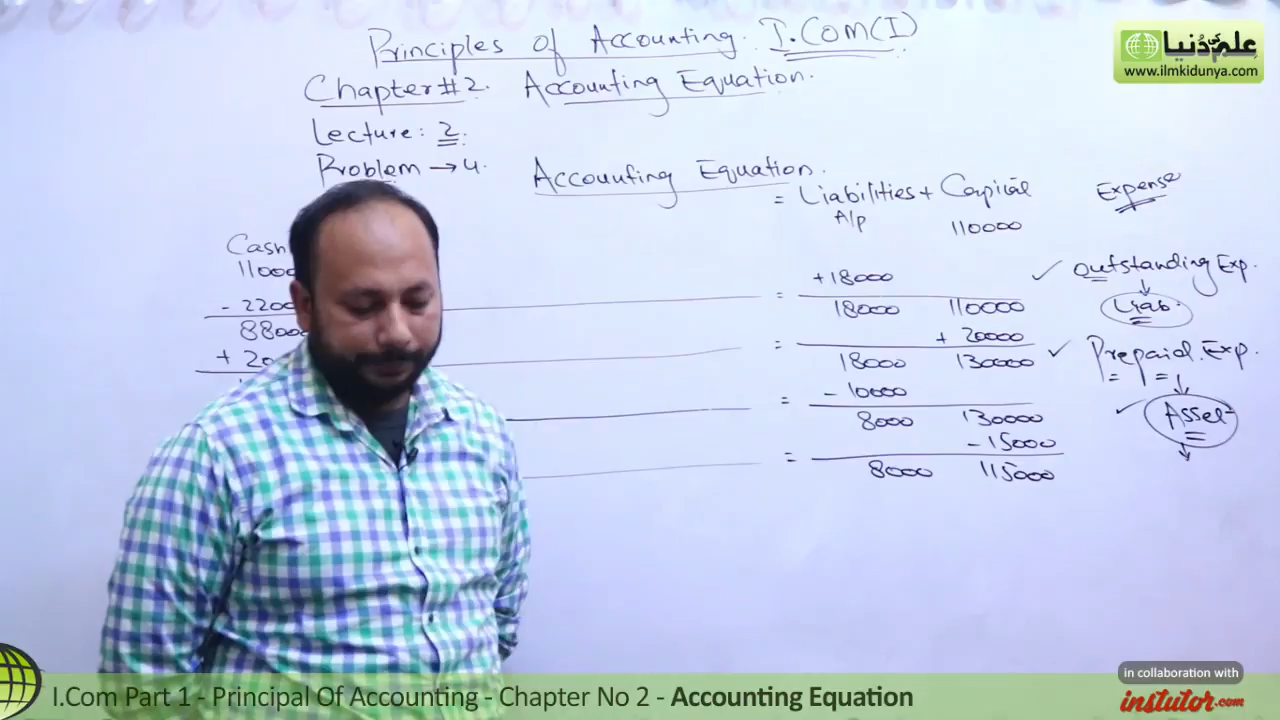 Principles of Accounting. I.Com(I)
علم کی دُنیا
www.ilmkidunya.com
Chapter#2. Accounting Equation.
Lecture: 2.
Problem → 4. Accounting Equation.
= Liabilities + Capital
Expense
A/p
110000
Cash
11000
+18000
✓ Outstanding Exp.
- 2200
=
18000 110000
Liab.
8800
+ 20000
+ 20
=
18000 130000
✓ Prepaid. Exp.
- 10000
=
8000 130000
✓ Asset
- 15000
=
8000 115000
in collaboration with
instutor.com
I.Com Part 1 - Principal Of Accounting - Chapter No 2 - Accounting Equation